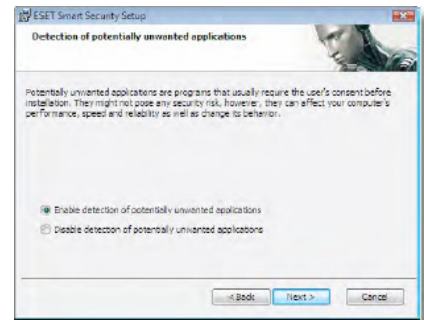 ESET Smart Security Setup
Detection of potentially unwanted applications
Potentially unwanted applications are programs that usually require the user's consent before
installation. They might not pose any security risk, however, they can affect your computer's
performance, speed and reliability as well as change its behavior.
Enable detection of potentially unwanted applications
Disable detection of potentially unwanted applications
< Back
Next >
Cancel